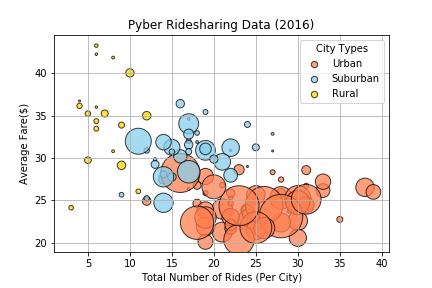 Pyber Ridesharing Data (2016)
City Types
Urban
Suburban
Rural
Average Fare($)
40
35
30
25
20
5 10 15 20 25 30 35 40
Total Number of Rides (Per City)